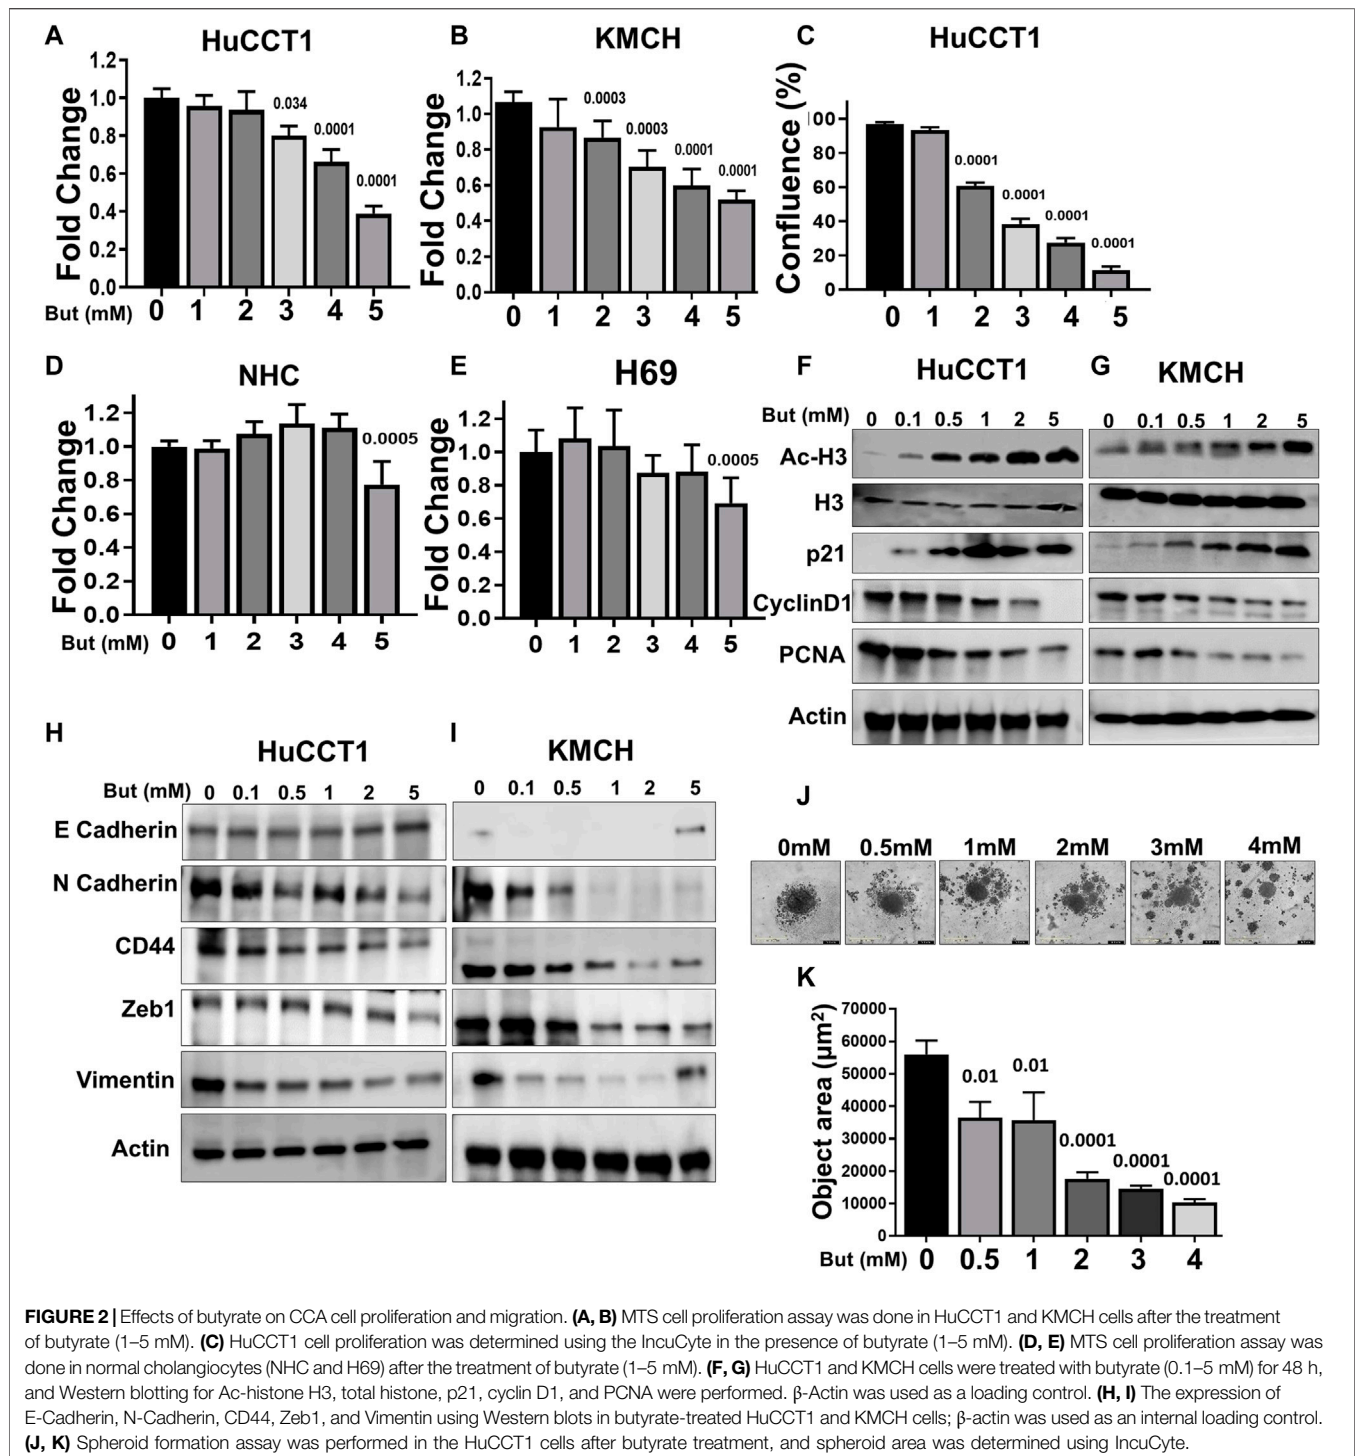 A
HuCCT1
Fold Change
1.2
1.0
0.8
0.6
0.4
0.2
0.0
0.034
0.0001
0.0001
But (mM) 0 1 2 3 4 5
B
KMCH
Fold Change
1.2
1.0
0.8
0.6
0.4
0.2
0.0
0.0003
0.0003
0.0001
0.0001
0 1 2 3 4 5
C
HuCCT1
Confluence (%)
00
80
60
40
20
0
0.0001
0.0001
0.0001
0.0001
0 1 2 3 4 5
D
NHC
Fold Change
1.2
1.0
0.8
0.6
0.4
0.2
0.0
0.0005
But (mM) 0 1 2 3 4 5
E
H69
Fold Change
1.2
1.0
0.8
0.6
0.4
0.2
0.0
0.0005
0 1 2 3 4 5
F
HuCCT1
But (mM) 0 0.1 0.5 1 2 5
Ac-H3
H3
p21
CyclinD1
PCNA
Actin
G
KMCH
0 0.1 0.5 1 2 5
H
HuCCT1
But (mM) 0 0.1 0.5 1 2 5
E Cadherin
N Cadherin
CD44
Zeb1
Vimentin
Actin
I
KMCH
0 0.1 0.5 1 2 5
J
0mM 0.5mM 1mM 2mM 3mM 4mM
K
Object area (µm²)
70000
60000
50000
40000
30000
20000
10000
0
0.01
0.01
0.0001
0.0001
0.0001
But (mM) 0 0.5 1 2 3 4
FIGURE 2 | Effects of butyrate on CCA cell proliferation and migration. (A, B) MTS cell proliferation assay was done in HuCCT1 and KMCH cells after the treatment
of butyrate (1–5 mM). (C) HuCCT1 cell proliferation was determined using the IncuCyte in the presence of butyrate (1–5 mM). (D, E) MTS cell proliferation assay was
done in normal cholangiocytes (NHC and H69) after the treatment of butyrate (1–5 mM). (F, G) HuCCT1 and KMCH cells were treated with butyrate (0.1–5 mM) for 48 h,
and Western blotting for Ac-histone H3, total histone, p21, cyclin D1, and PCNA were performed. β-Actin was used as a loading control. (H, I) The expression of
E-Cadherin, N-Cadherin, CD44, Zeb1, and Vimentin using Western blots in butyrate-treated HuCCT1 and KMCH cells; β-actin was used as an internal loading control.
(J, K) Spheroid formation assay was performed in the HuCCT1 cells after butyrate treatment, and spheroid area was determined using IncuCyte.